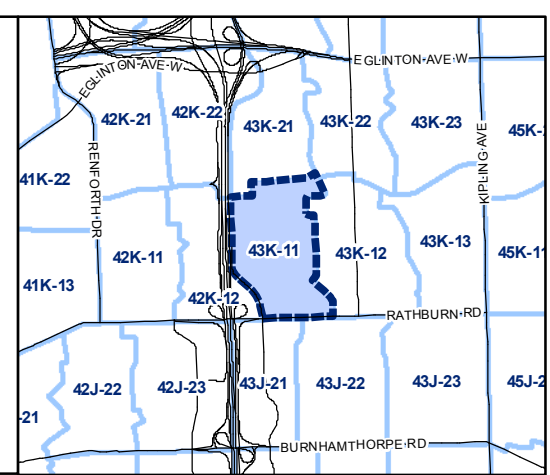 EGLINTON AVE W
EGLINTON AVE W
42K-21
42K-22
43K-21
43K-22
43K-23
45K-
RENFORTH DR
KIPLING AVE
41K-22
42K-11
43K-11
43K-12
43K-13
45K-1
41K-13
42K-12
RATHBURN RD
42J-22
42J-23
43J-21
43J-22
43J-23
45J-2
-21
BURNHAMTHORPE RD